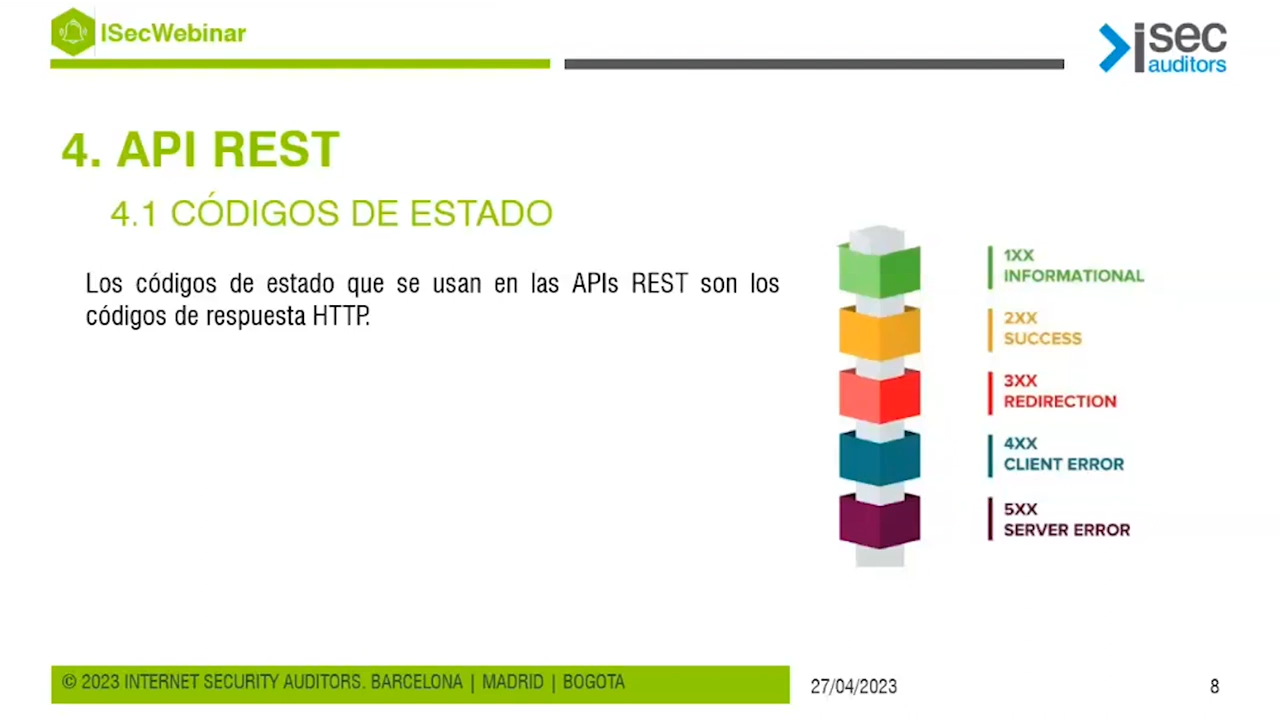 ISecWebinar
isec
auditors
4. API REST
4.1 CÓDIGOS DE ESTADO
Los códigos de estado que se usan en las APIs REST son los
códigos de respuesta HTTP.
1XX
INFORMATIONAL
2XX
SUCCESS
3XX
REDIRECTION
4XX
CLIENT ERROR
5XX
SERVER ERROR
© 2023 INTERNET SECURITY AUDITORS. BARCELONA | MADRID | BOGOTA
27/04/2023
8